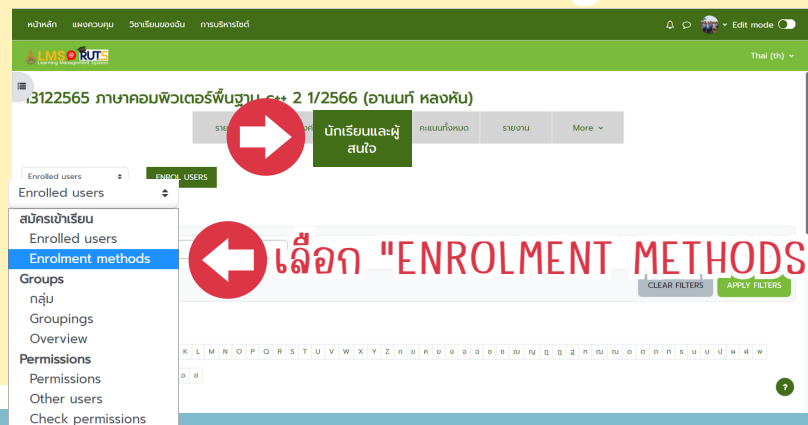 หน้าหลัก แผงควบคุม วิชาเรียนของฉัน การบริหารไซต์ Edit mode
LMS@RUTS Thai (th)
Learning Management System
13122565 ภาษาคอมพิวเตอร์พื้นฐาน c++ 2 1/2566 (อานนท์ หลงหัน)
นักเรียนและผู้สนใจ คะแนนทั้งหมด รายงาน More
Enrolled users ENROL USERS
Enrolled users
สมัครเข้าเรียน
Enrolled users
Enrolment methods
เลือก "ENROLMENT METHODS
Groups
CLEAR FILTERS APPLY FILTERS
กลุ่ม
Groupings
Overview
K L M N O P Q R S T U V W X Y Z
Permissions
Permissions
Other users
?
Check permissions